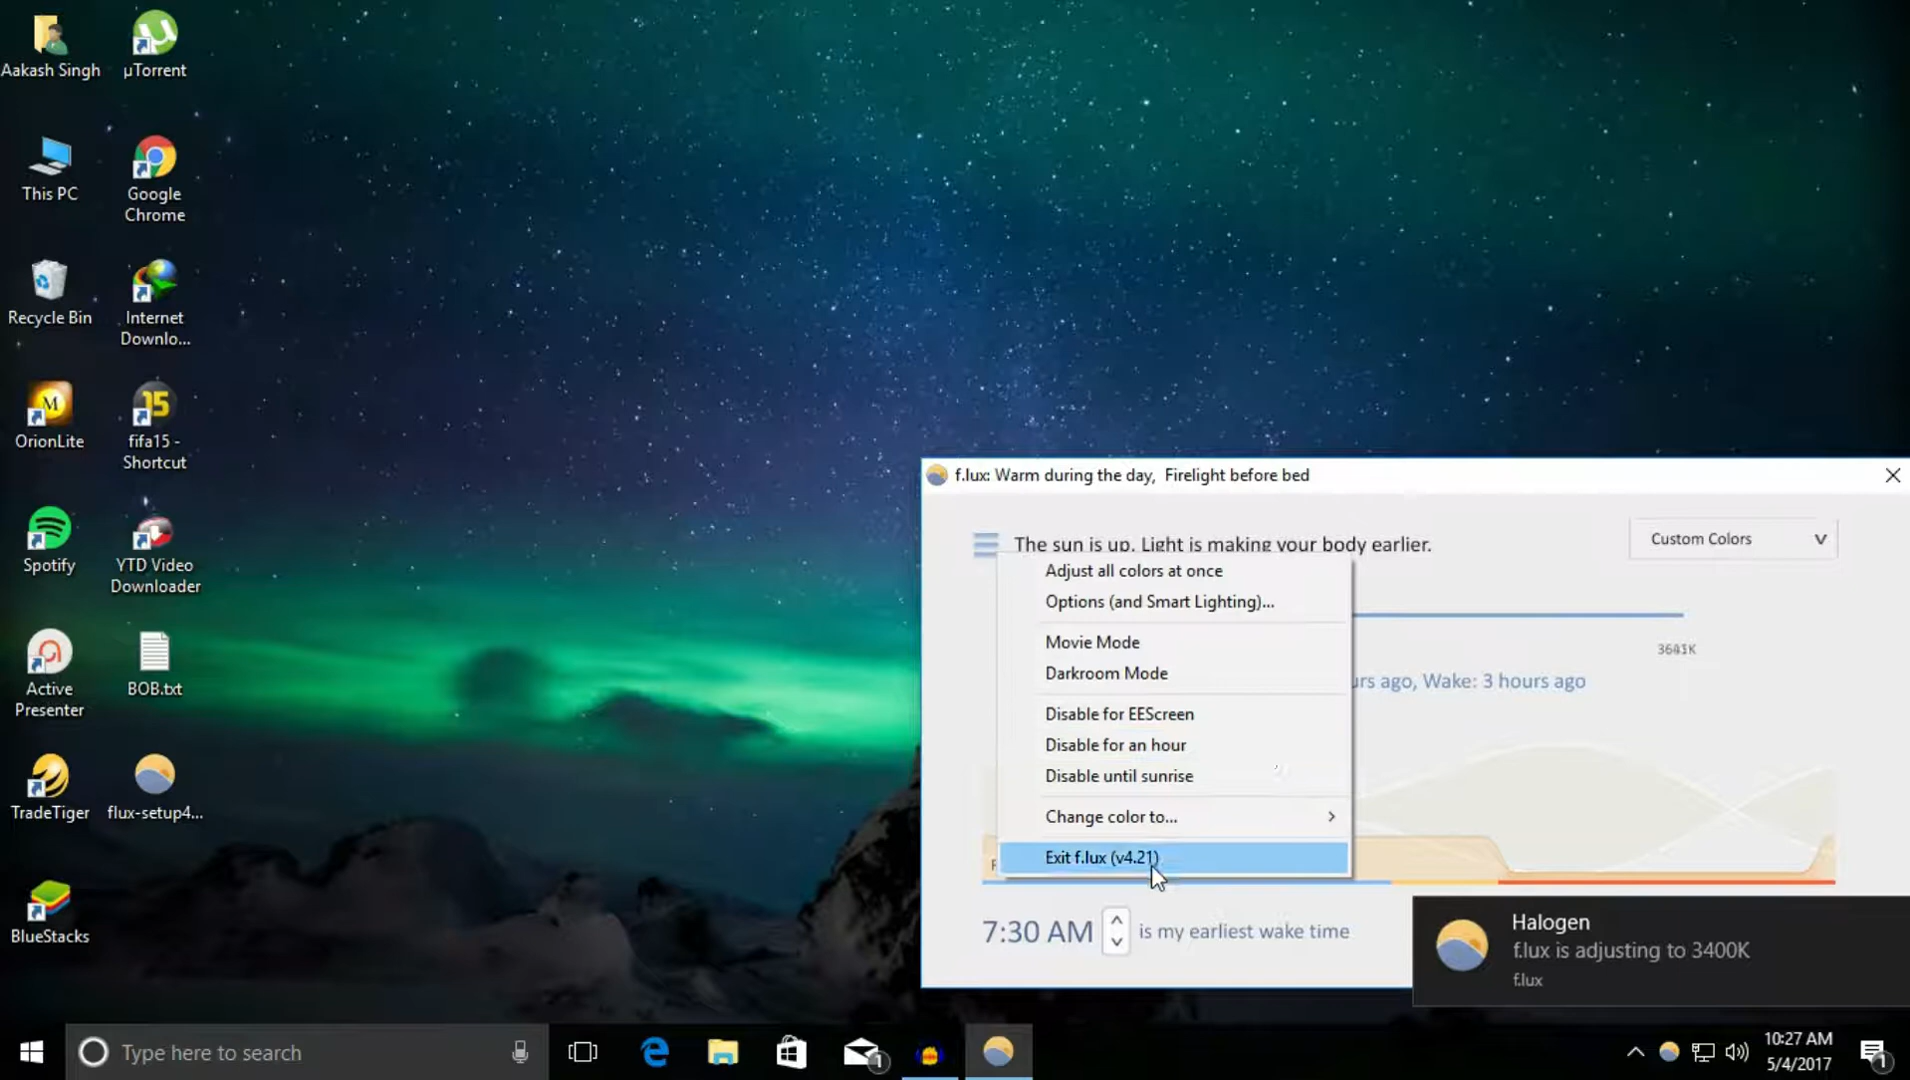 Aakash Singh
µTorrent
This PC
Google
Chrome
Recycle Bin
Internet
Downlo...
OrionLite
fifa15 -
Shortcut
Spotify
YTD Video
Downloader
Active
Presenter
BOB.txt
TradeTiger
flux-setup4...
BlueStacks
f.lux: Warm during the day, Firelight before bed
The sun is up. Light is making your body earlier.
Custom Colors
Adjust all colors at once
Options (and Smart Lighting)...
Movie Mode
Darkroom Mode
Disable for EEScreen
Disable for an hour
Disable until sunrise
Change color to...
Exit f.lux (v4.21)
urs ago, Wake: 3 hours ago
7:30 AM is my earliest wake time
Halogen
f.lux is adjusting to 3400K
f.lux
Type here to search
1
10:27 AM
5/4/2017
1